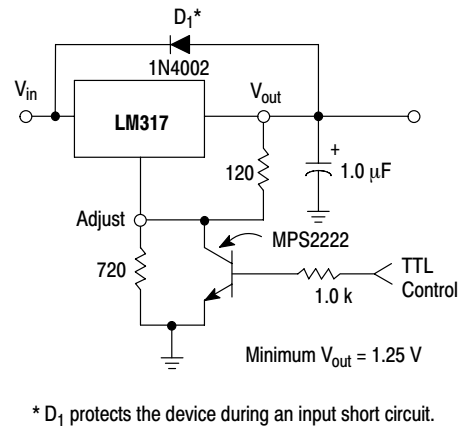 D1*
1N4002
Vin
Vout
LM317
+
1.0 μF
120
Adjust
MPS2222
720
1.0 k
TTL
Control
Minimum Vout = 1.25 V
* D1 protects the device during an input short circuit.